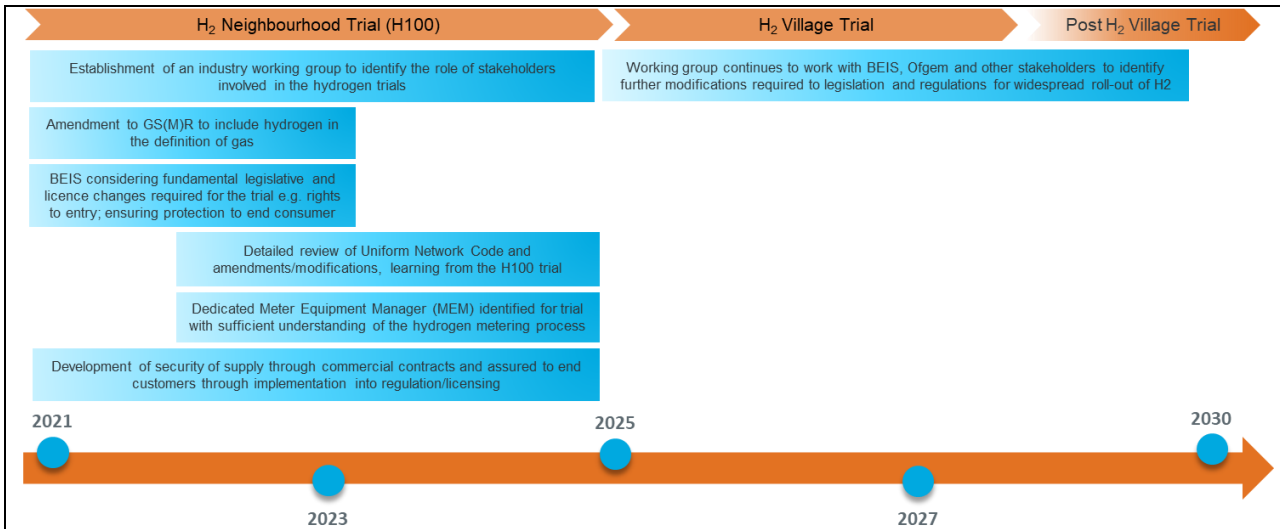 H₂ Neighbourhood Trial (H100)
H₂ Village Trial
Post H₂ Village Trial
Establishment of an industry working group to identify the role of stakeholders
involved in the hydrogen trials
Working group continues to work with BEIS, Ofgem and other stakeholders to identify
further modifications required to legislation and regulations for widespread roll-out of H2
Amendment to GS(M)R to include hydrogen in
the definition of gas
BEIS considering fundamental legislative and
licence changes required for the trial e.g. rights
to entry; ensuring protection to end consumer
Detailed review of Uniform Network Code and
amendments/modifications, learning from the H100 trial
Dedicated Meter Equipment Manager (MEM) identified for trial
with sufficient understanding of the hydrogen metering process
Development of security of supply through commercial contracts and assured to end
customers through implementation into regulation/licensing
2021
2025
2030
2023
2027